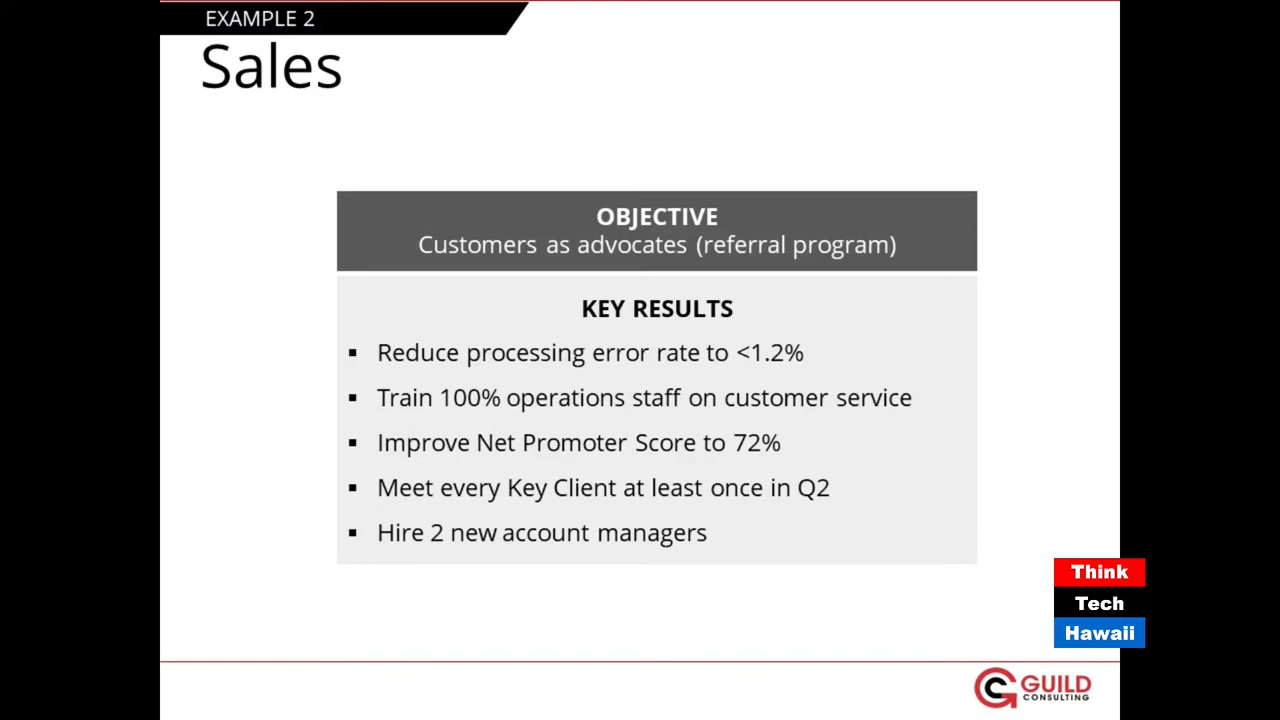 EXAMPLE 2
Sales
OBJECTIVE
Customers as advocates (referral program)
KEY RESULTS
▪ Reduce processing error rate to <1.2%
▪ Train 100% operations staff on customer service
▪ Improve Net Promoter Score to 72%
▪ Meet every Key Client at least once in Q2
▪ Hire 2 new account managers
Think
Tech
Hawaii
GUILD
CONSULTING